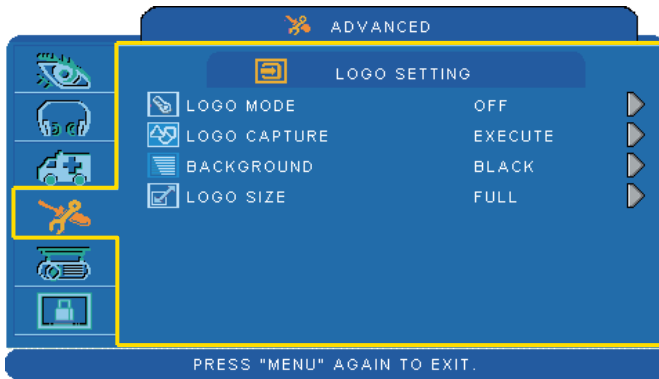 ADVANCED
LOGO SETTING
LOGO MODE OFF
LOGO CAPTURE EXECUTE
BACKGROUND BLACK
LOGO SIZE FULL
PRESS "MENU" AGAIN TO EXIT.